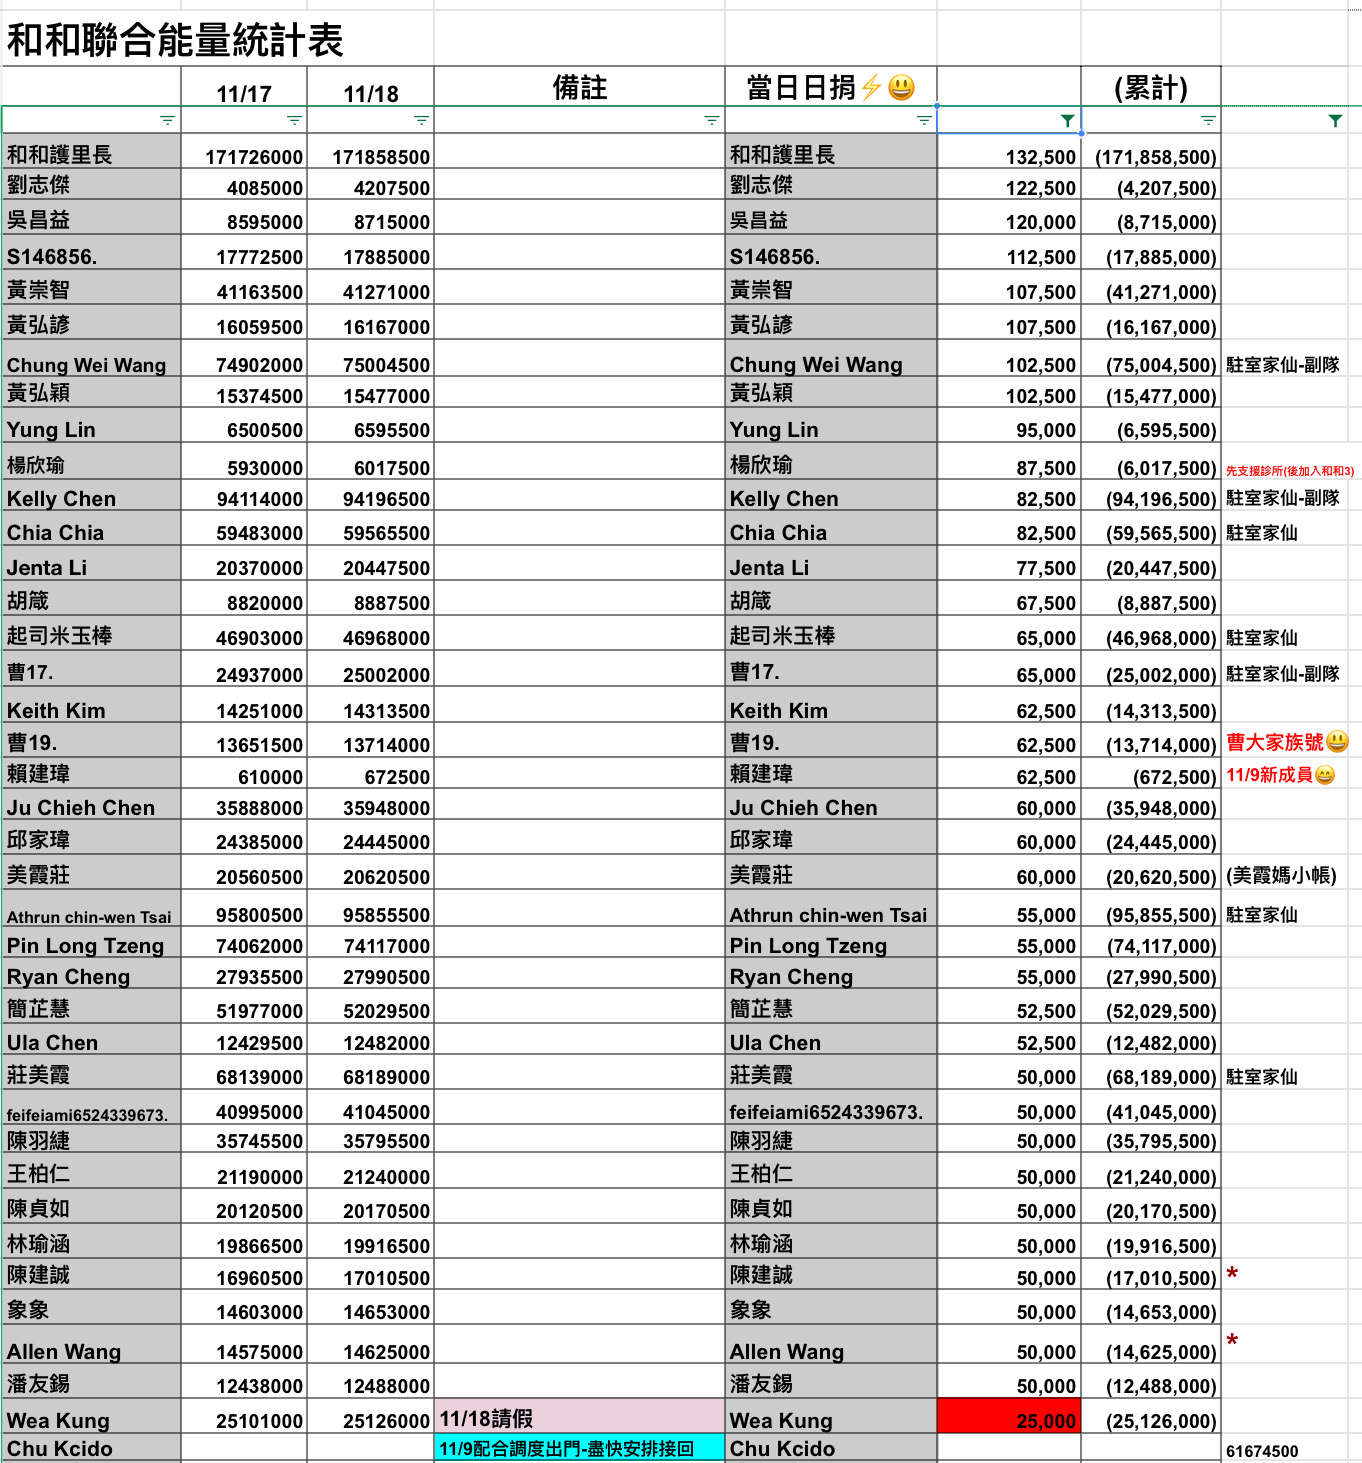 和和聯合能量統計表
11/17 11/18 備註 當日日捐⚡😃 (累計)
和和護里長 171726000 171858500 和和護里長 132,500 (171,858,500)
劉志傑 4085000 4207500 劉志傑 122,500 (4,207,500)
吳昌益 8595000 8715000 吳昌益 120,000 (8,715,000)
S146856. 17772500 17885000 S146856. 112,500 (17,885,000)
黃崇智 41163500 41271000 黃崇智 107,500 (41,271,000)
黃弘諺 16059500 16167000 黃弘諺 107,500 (16,167,000)
Chung Wei Wang 74902000 75004500 Chung Wei Wang 102,500 (75,004,500) 駐室家仙-副隊
黃弘穎 15374500 15477000 黃弘穎 102,500 (15,477,000)
Yung Lin 6500500 6595500 Yung Lin 95,000 (6,595,500)
楊欣瑜 5930000 6017500 楊欣瑜 87,500 (6,017,500) 先支援診所(後加入和和3)
Kelly Chen 94114000 94196500 Kelly Chen 82,500 (94,196,500) 駐室家仙-副隊
Chia Chia 59483000 59565500 Chia Chia 82,500 (59,565,500) 駐室家仙
Jenta Li 20370000 20447500 Jenta Li 77,500 (20,447,500)
胡箴 8820000 8887500 胡箴 67,500 (8,887,500)
起司米玉棒 46903000 46968000 起司米玉棒 65,000 (46,968,000) 駐室家仙
曹17. 24937000 25002000 曹17. 65,000 (25,002,000) 駐室家仙-副隊
Keith Kim 14251000 14313500 Keith Kim 62,500 (14,313,500)
曹19. 13651500 13714000 曹19. 62,500 (13,714,000) 曹大家族號😃
賴建瑋 610000 672500 賴建瑋 62,500 (672,500) 11/9新成員😄
Ju Chieh Chen 35888000 35948000 Ju Chieh Chen 60,000 (35,948,000)
邱家瑋 24385000 24445000 邱家瑋 60,000 (24,445,000)
美霞莊 20560500 20620500 美霞莊 60,000 (20,620,500) (美霞媽小帳)
Athrun chin-wen Tsai 95800500 95855500 Athrun chin-wen Tsai 55,000 (95,855,500) 駐室家仙
Pin Long Tzeng 74062000 74117000 Pin Long Tzeng 55,000 (74,117,000)
Ryan Cheng 27935500 27990500 Ryan Cheng 55,000 (27,990,500)
簡芷慧 51977000 52029500 簡芷慧 52,500 (52,029,500)
Ula Chen 12429500 12482000 Ula Chen 52,500 (12,482,000)
莊美霞 68139000 68189000 莊美霞 50,000 (68,189,000) 駐室家仙
feifeiami6524339673. 40995000 41045000 feifeiami6524339673. 50,000 (41,045,000)
陳羽緁 35745500 35795500 陳羽緁 50,000 (35,795,500)
王柏仁 21190000 21240000 王柏仁 50,000 (21,240,000)
陳貞如 20120500 20170500 陳貞如 50,000 (20,170,500)
林瑜涵 19866500 19916500 林瑜涵 50,000 (19,916,500)
陳建誠 16960500 17010500 陳建誠 50,000 (17,010,500) *
象象 14603000 14653000 象象 50,000 (14,653,000)
Allen Wang 14575000 14625000 Allen Wang 50,000 (14,625,000) *
潘友錫 12438000 12488000 潘友錫 50,000 (12,488,000)
Wea Kung 25101000 25126000 11/18請假 Wea Kung 25,000 (25,126,000)
Chu Kcido 11/9配合調度出門-盡快安排接回 Chu Kcido 61674500